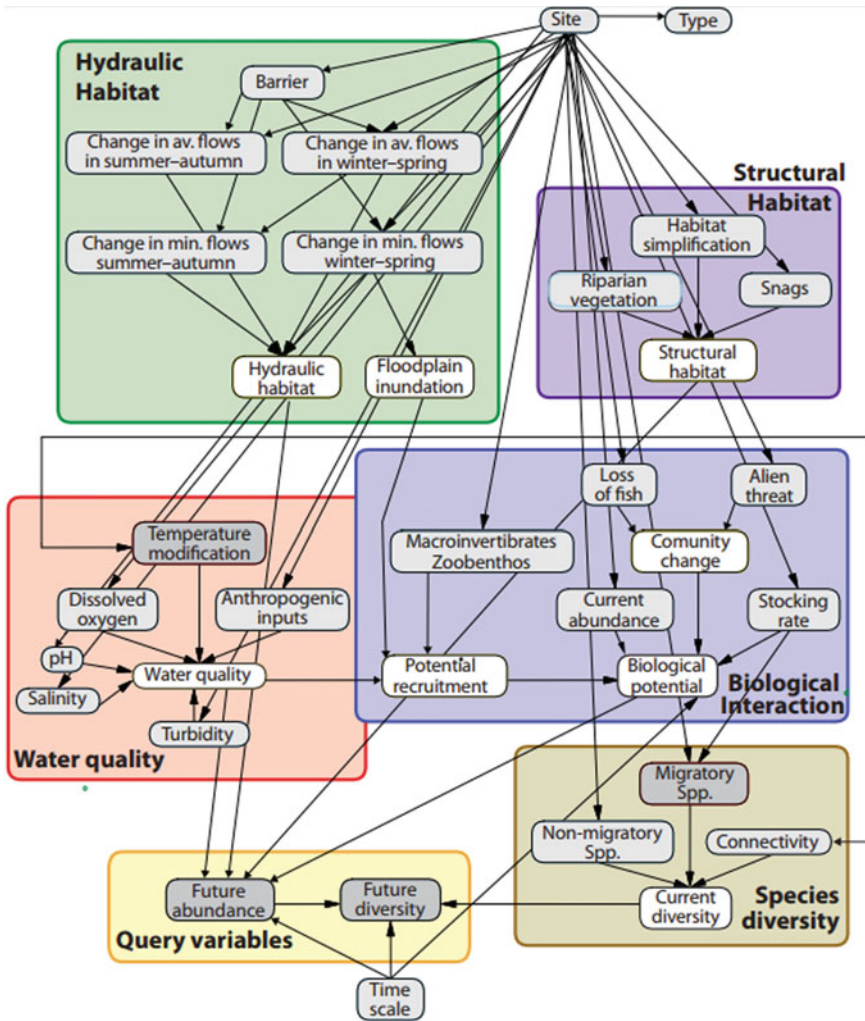 Site
Type
Hydraulic
Habitat
Barrier
Change in av. flows
in summer–autumn
Change in av. flows
in winter–spring
Change in min. flows
summer–autumn
Change in min. flows
winter–spring
Hydraulic
habitat
Floodplain
inundation
Structural
Habitat
Habitat
simplification
Riparian
vegetation
Snags
Structural
habitat
Temperature
modification
Dissolved
oxygen
Anthropogenic
inputs
pH
Water quality
Salinity
Turbidity
Water quality
Loss
of fish
Alien
threat
Macroinvertibrates
Zoobenthos
Comunity
change
Current
abundance
Stocking
rate
Potential
recruitment
Biological
potential
Biological
Interaction
Migratory
Spp.
Non-migratory
Spp.
Connectivity
Current
diversity
Species
diversity
Future
abundance
Future
diversity
Query variables
Time
scale